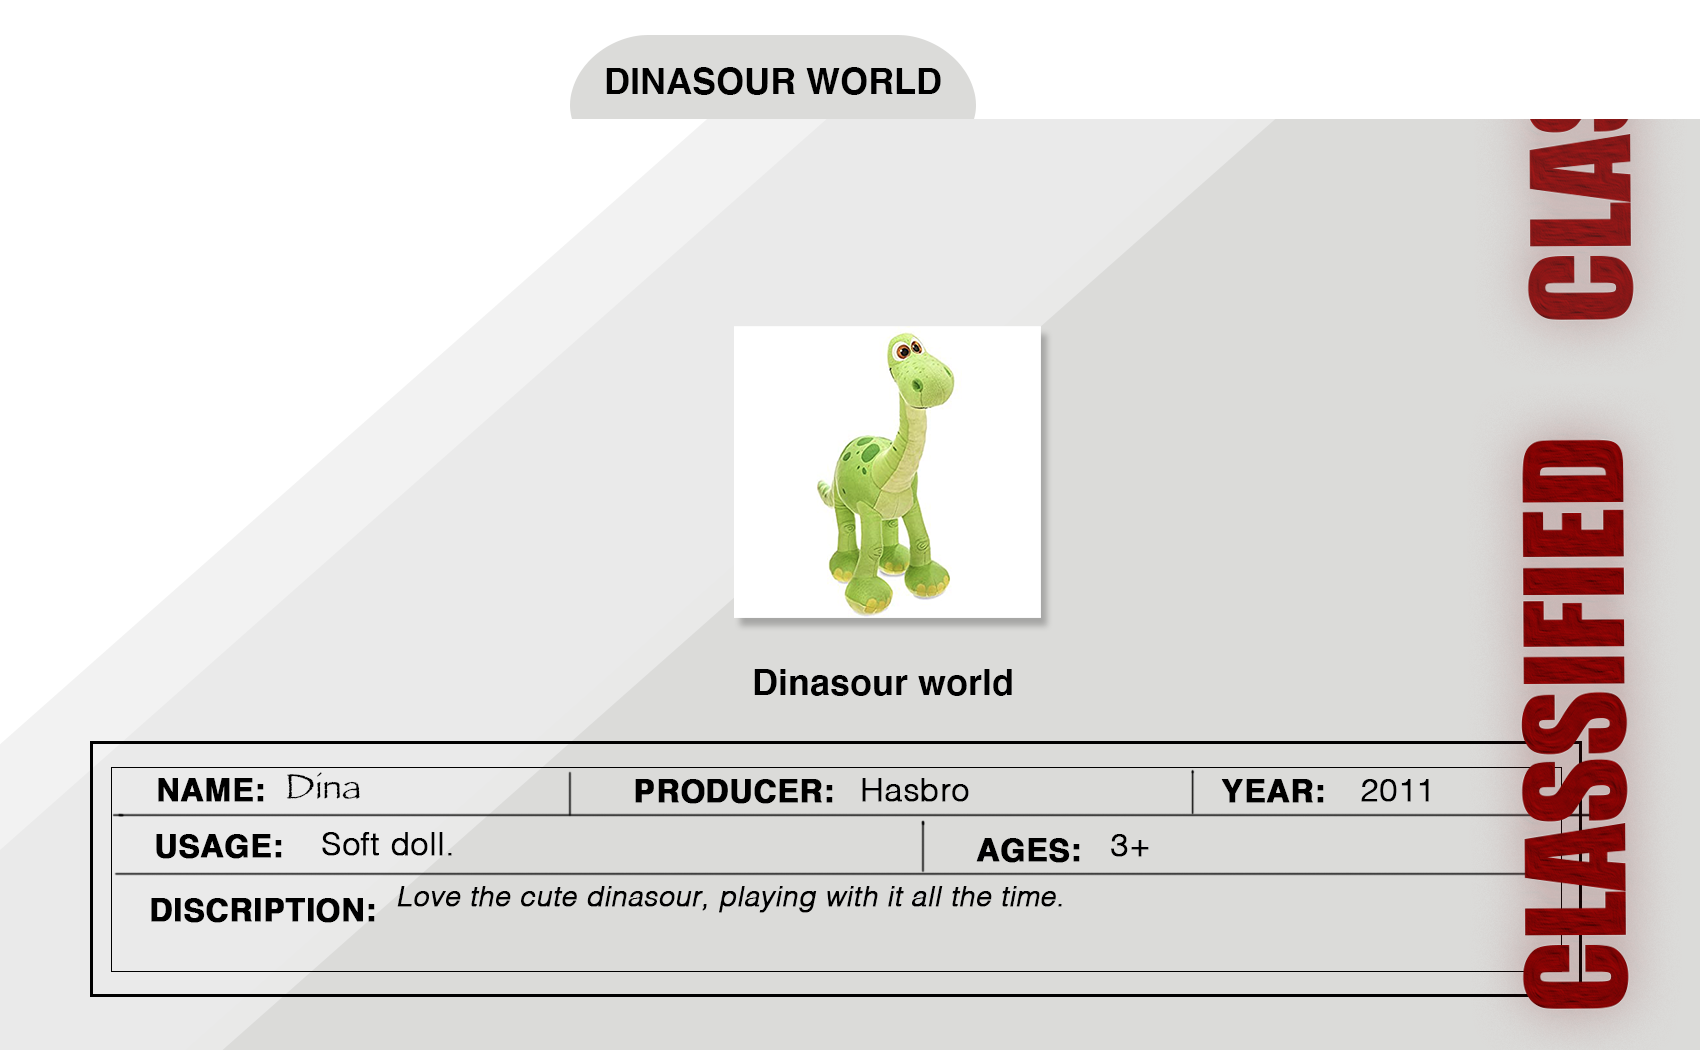 DINASOUR WORLD
CLAS
CLASSIFIED
Dinasour world
NAME: Dina PRODUCER: Hasbro YEAR: 2011
USAGE: Soft doll. AGES: 3+
DISCRIPTION: Love the cute dinasour, playing with it all the time.